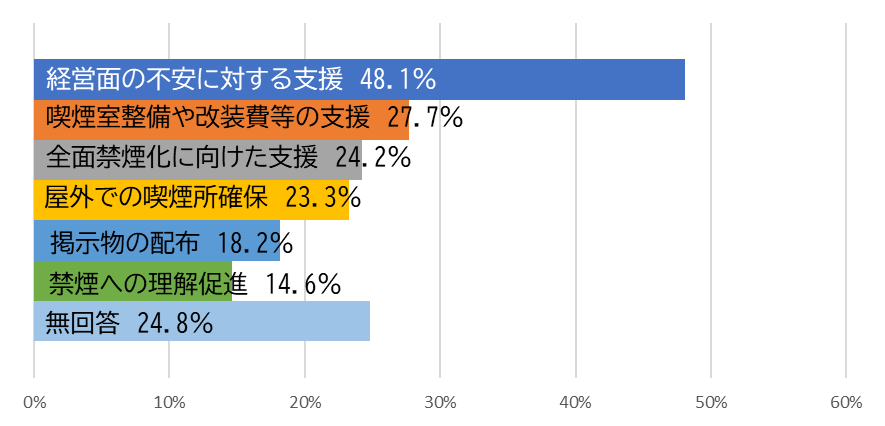 経営面の不安に対する支援 48.1%
喫煙室整備や改装費等の支援 27.7%
全面禁煙化に向けた支援 24.2%
屋外での喫煙所確保 23.3%
掲示物の配布 18.2%
禁煙への理解促進 14.6%
無回答 24.8%
0% 10% 20% 30% 40% 50% 60%